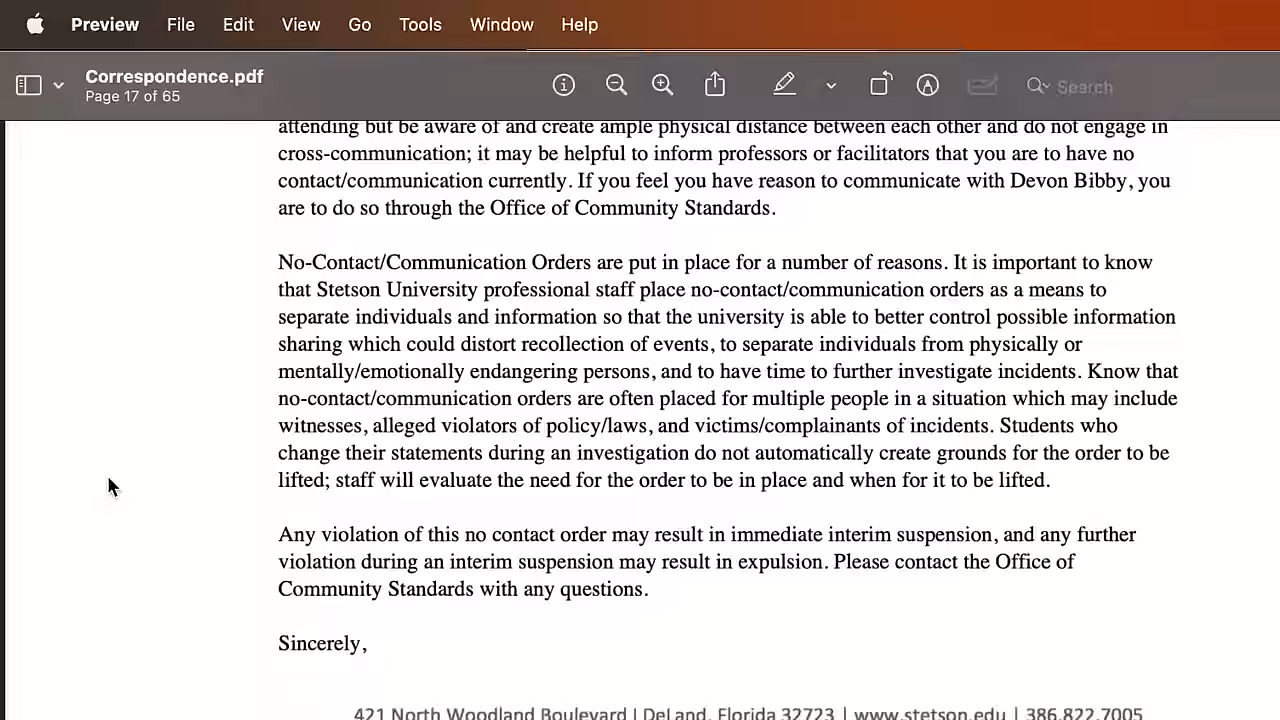 Preview File Edit View Go Tools Window Help
Correspondence.pdf
Page 17 of 65
Search
attending but be aware of and create ample physical distance between each other and do not engage in
cross-communication; it may be helpful to inform professors or facilitators that you are to have no
contact/communication currently. If you feel you have reason to communicate with Devon Bibby, you
are to do so through the Office of Community Standards.
No-Contact/Communication Orders are put in place for a number of reasons. It is important to know
that Stetson University professional staff place no-contact/communication orders as a means to
separate individuals and information so that the university is able to better control possible information
sharing which could distort recollection of events, to separate individuals from physically or
mentally/emotionally endangering persons, and to have time to further investigate incidents. Know that
no-contact/communication orders are often placed for multiple people in a situation which may include
witnesses, alleged violators of policy/laws, and victims/complainants of incidents. Students who
change their statements during an investigation do not automatically create grounds for the order to be
lifted; staff will evaluate the need for the order to be in place and when for it to be lifted.
Any violation of this no contact order may result in immediate interim suspension, and any further
violation during an interim suspension may result in expulsion. Please contact the Office of
Community Standards with any questions.
Sincerely,
421 North Woodland Boulevard | DeLand, Florida 32723 | www.stetson.edu | 386.822.7005